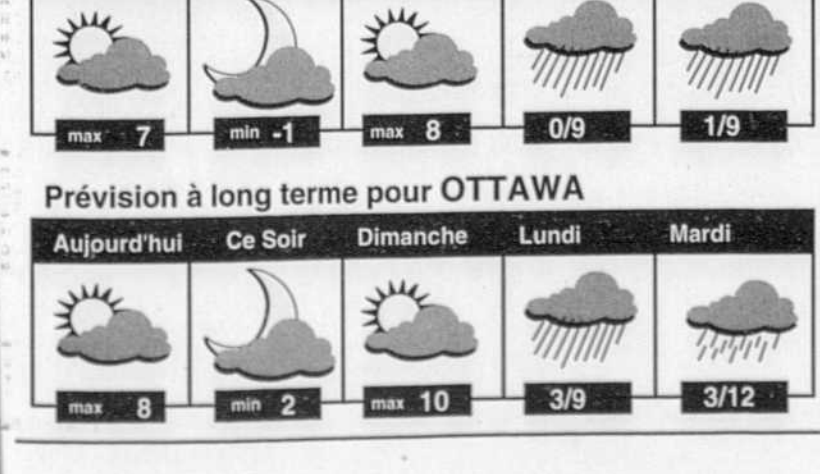 max 7 min -1 max 8 0/9 1/9
Prévision à long terme pour OTTAWA
Aujourd'hui Ce Soir Dimanche Lundi Mardi
max 8 min 2 max 10 3/9 3/12